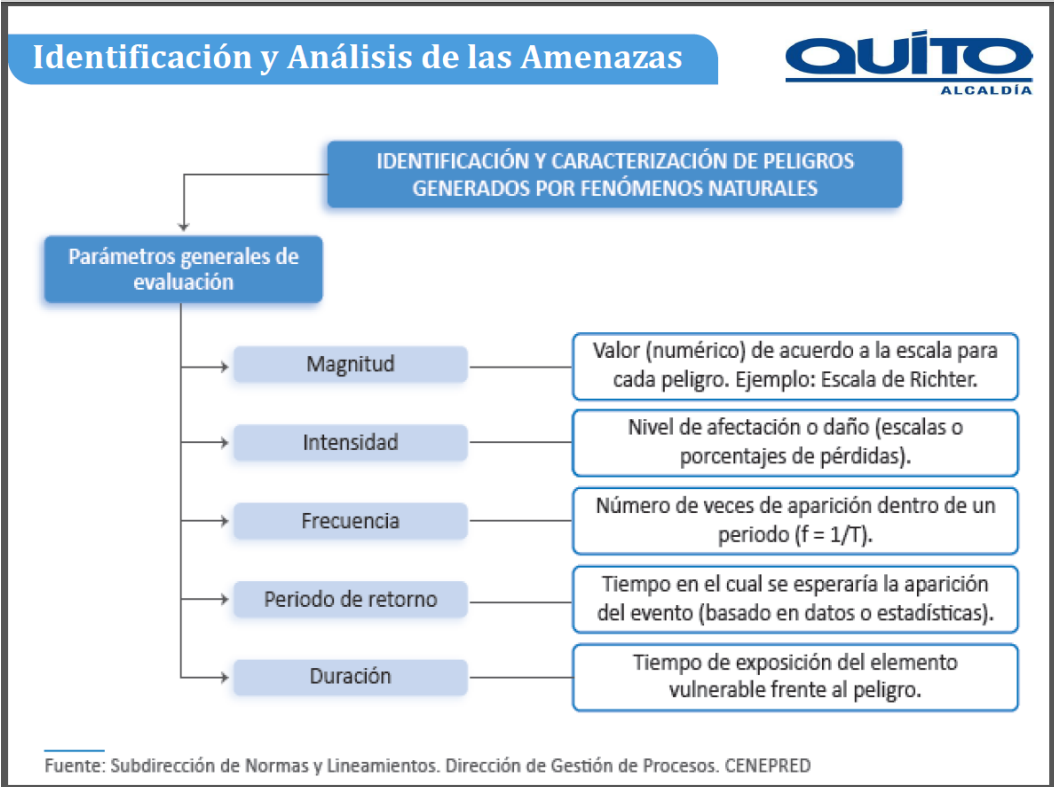 Identificación y Análisis de las Amenazas
QUÍTO
ALCALDÍA
IDENTIFICACIÓN Y CARACTERIZACIÓN DE PELIGROS
GENERADOS POR FENÓMENOS NATURALES
Parámetros generales de
evaluación
Magnitud
Valor (numérico) de acuerdo a la escala para
cada peligro. Ejemplo: Escala de Richter.
Intensidad
Nivel de afectación o daño (escalas o
porcentajes de pérdidas).
Frecuencia
Número de veces de aparición dentro de un
periodo (f = 1/T).
Periodo de retorno
Tiempo en el cual se esperaría la aparición
del evento (basado en datos o estadísticas).
Duración
Tiempo de exposición del elemento
vulnerable frente al peligro.
Fuente: Subdirección de Normas y Lineamientos. Dirección de Gestión de Procesos. CENEPRED